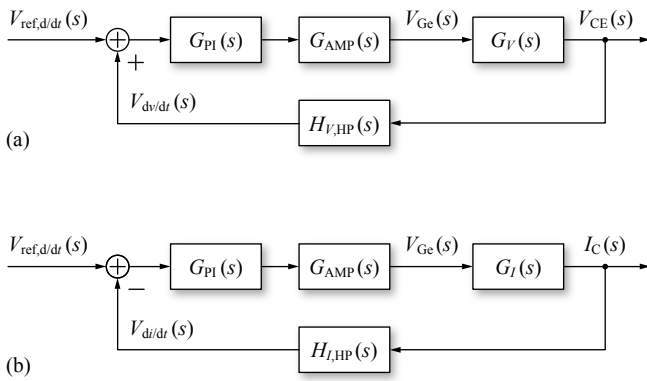 V_ref,d/dt(s) + G_PI(s) G_AMP(s) V_Ge(s) G_V(s) V_CE(s)
+
V_dv/dt(s) H_V,HP(s)
(a)
V_ref,d/dt(s) + G_PI(s) G_AMP(s) V_Ge(s) G_I(s) I_C(s)
−
V_di/dt(s) H_I,HP(s)
(b)